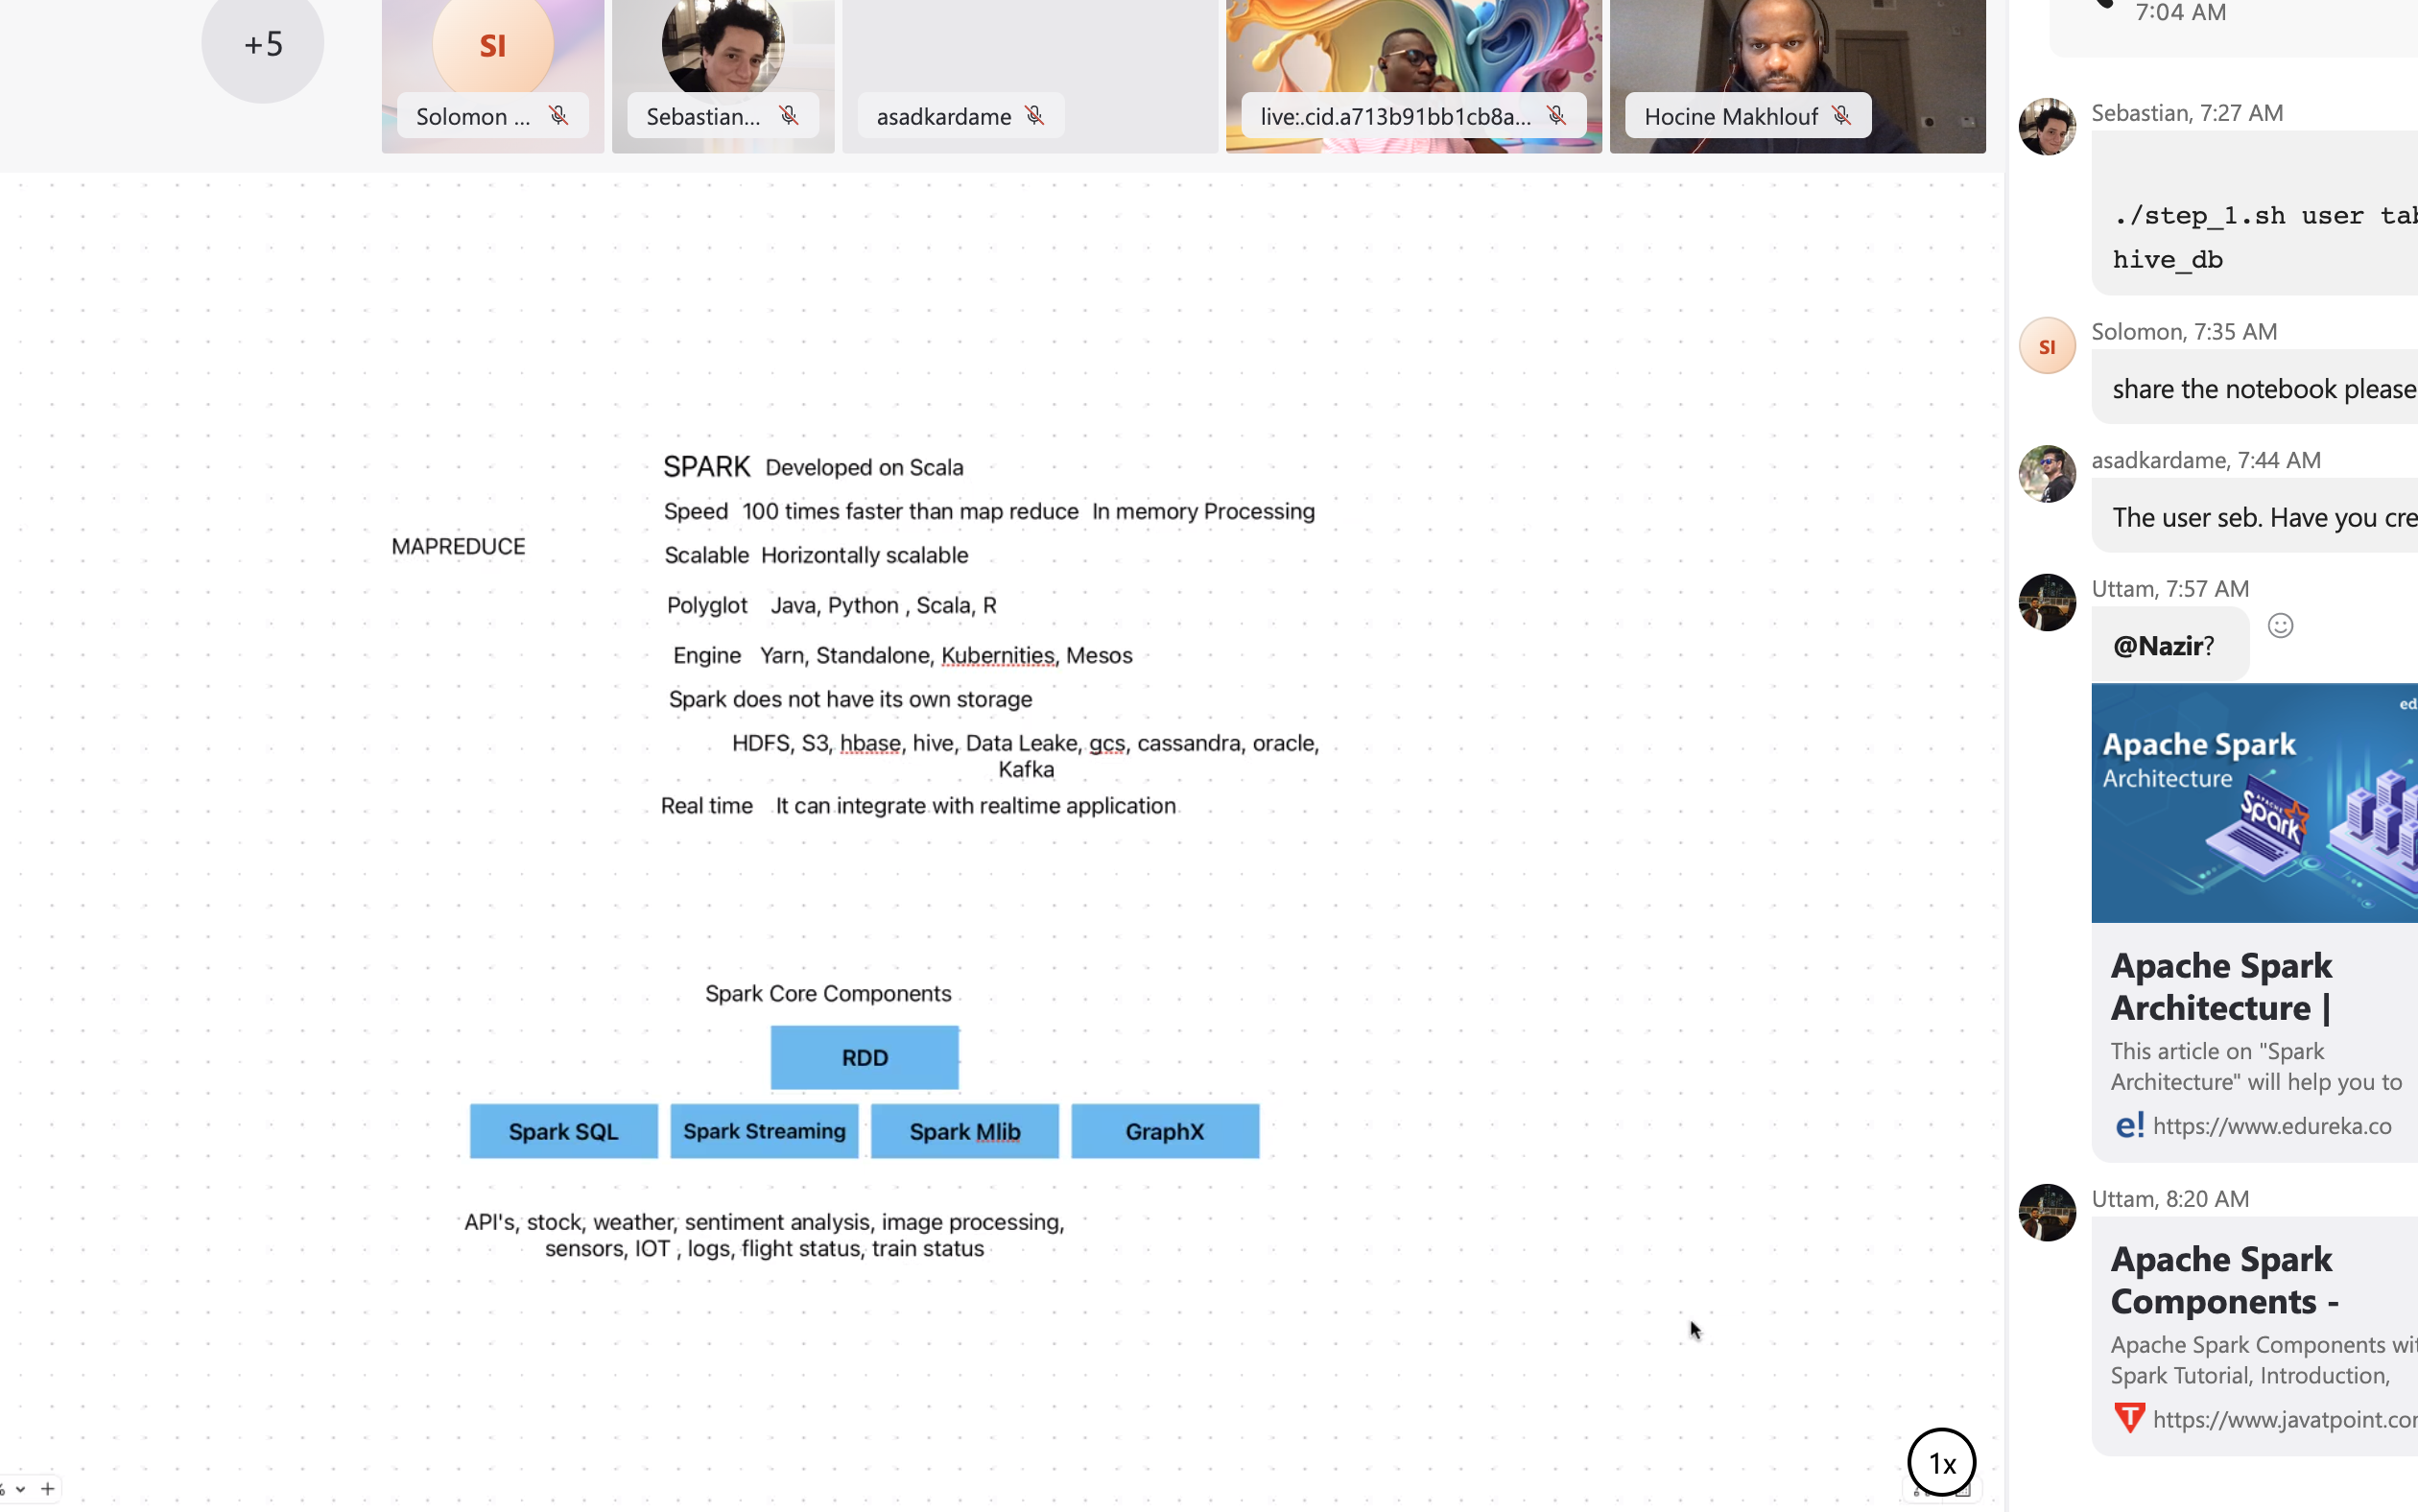 +5
SI
Solomon ...
Sebastian...
asadkardame
live:.cid.a713b91bb1cb8a...
Hocine Makhlouf
SPARK Developed on Scala
Speed 100 times faster than map reduce In memory Processing
MAPREDUCE
Scalable Horizontally scalable
Polyglot Java, Python , Scala, R
Engine Yarn, Standalone, Kubernities, Mesos
Spark does not have its own storage
HDFS, S3, hbase, hive, Data Leake, gcs, cassandra, oracle,
Kafka
Real time It can integrate with realtime application
Spark Core Components
RDD
Spark SQL
Spark Streaming
Spark Mlib
GraphX
API's, stock, weather, sentiment analysis, image processing,
sensors, IOT , logs, flight status, train status
%
1x
7:04 AM
Sebastian, 7:27 AM
./step_1.sh user tab
hive_db
Solomon, 7:35 AM
SI
share the notebook please
asadkardame, 7:44 AM
The user seb. Have you cre
Uttam, 7:57 AM
@Nazir?
ed
Apache Spark
Architecture
APACHE
Spark
Apache Spark
Architecture |
This article on "Spark
Architecture" will help you to
e! https://www.edureka.co
Uttam, 8:20 AM
Apache Spark
Components -
Apache Spark Components wit
Spark Tutorial, Introduction,
T https://www.javatpoint.com